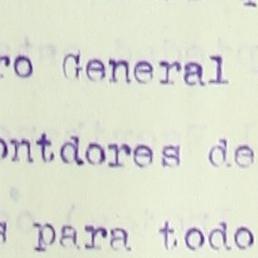 ro General
ontdores de
s para todo